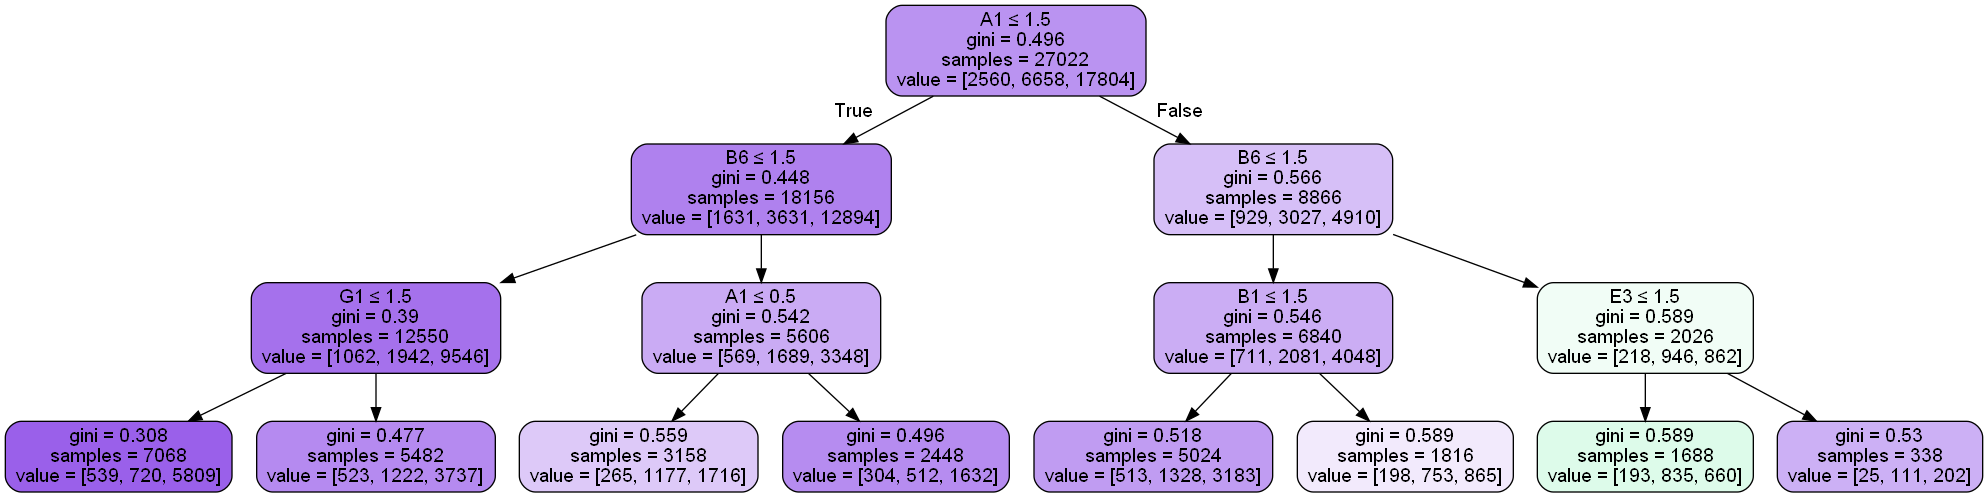 A1 ≤ 1.5
gini = 0.496
samples = 27022
value = [2560, 6658, 17804]
True
False
B6 ≤ 1.5
gini = 0.448
samples = 18156
value = [1631, 3631, 12894]
B6 ≤ 1.5
gini = 0.566
samples = 8866
value = [929, 3027, 4910]
G1 ≤ 1.5
gini = 0.39
samples = 12550
value = [1062, 1942, 9546]
A1 ≤ 0.5
gini = 0.542
samples = 5606
value = [569, 1689, 3348]
B1 ≤ 1.5
gini = 0.546
samples = 6840
value = [711, 2081, 4048]
E3 ≤ 1.5
gini = 0.589
samples = 2026
value = [218, 946, 862]
gini = 0.308
samples = 7068
value = [539, 720, 5809]
gini = 0.477
samples = 5482
value = [523, 1222, 3737]
gini = 0.559
samples = 3158
value = [265, 1177, 1716]
gini = 0.496
samples = 2448
value = [304, 512, 1632]
gini = 0.518
samples = 5024
value = [513, 1328, 3183]
gini = 0.589
samples = 1816
value = [198, 753, 865]
gini = 0.589
samples = 1688
value = [193, 835, 660]
gini = 0.53
samples = 338
value = [25, 111, 202]